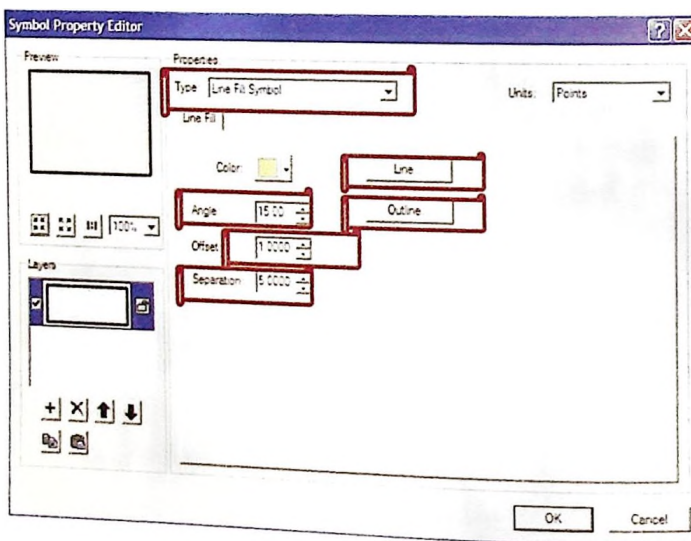 Symbol Property Editor
Preview
Properties
Type Line Fill Symbol
Units: Points
Line Fill
Color:
Line
Angle 15.00
Outline
100%
Offset 1.0000
Layers
Separation 5.0000
OK
Cancel